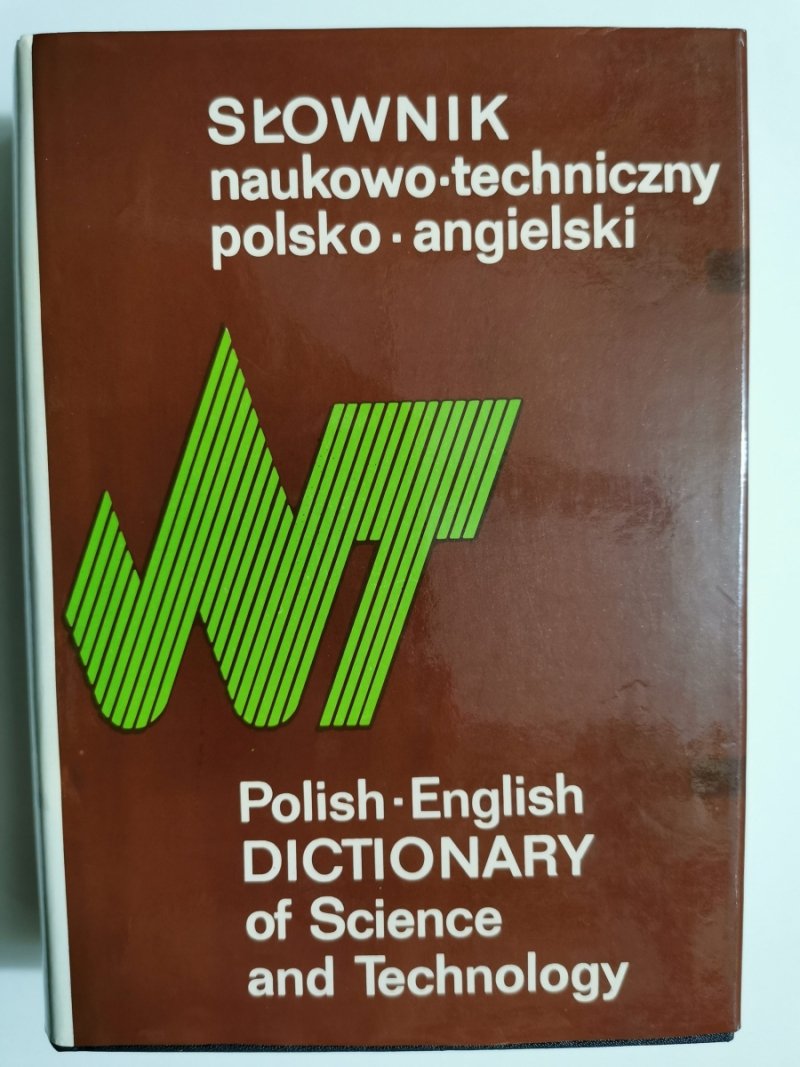 SŁOWNIK
naukowo·techniczny
polsko·angielski
WNT
Polish·English
DICTIONARY
of Science
and Technology